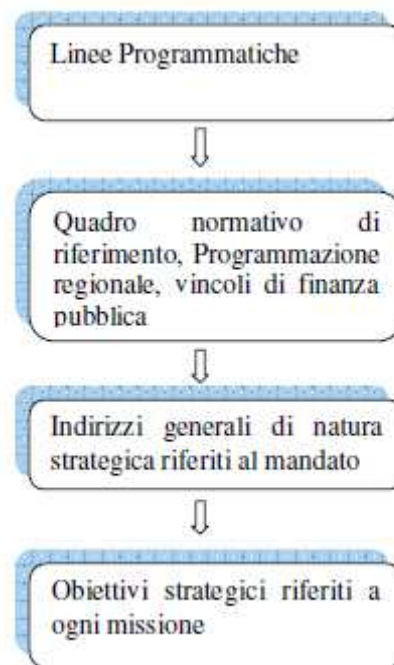 Linee Programmatiche
Quadro normativo di
riferimento, Programmazione
regionale, vincoli di finanza
pubblica
Indirizzi generali di natura
strategica riferiti al mandato
Obiettivi strategici riferiti a
ogni missione